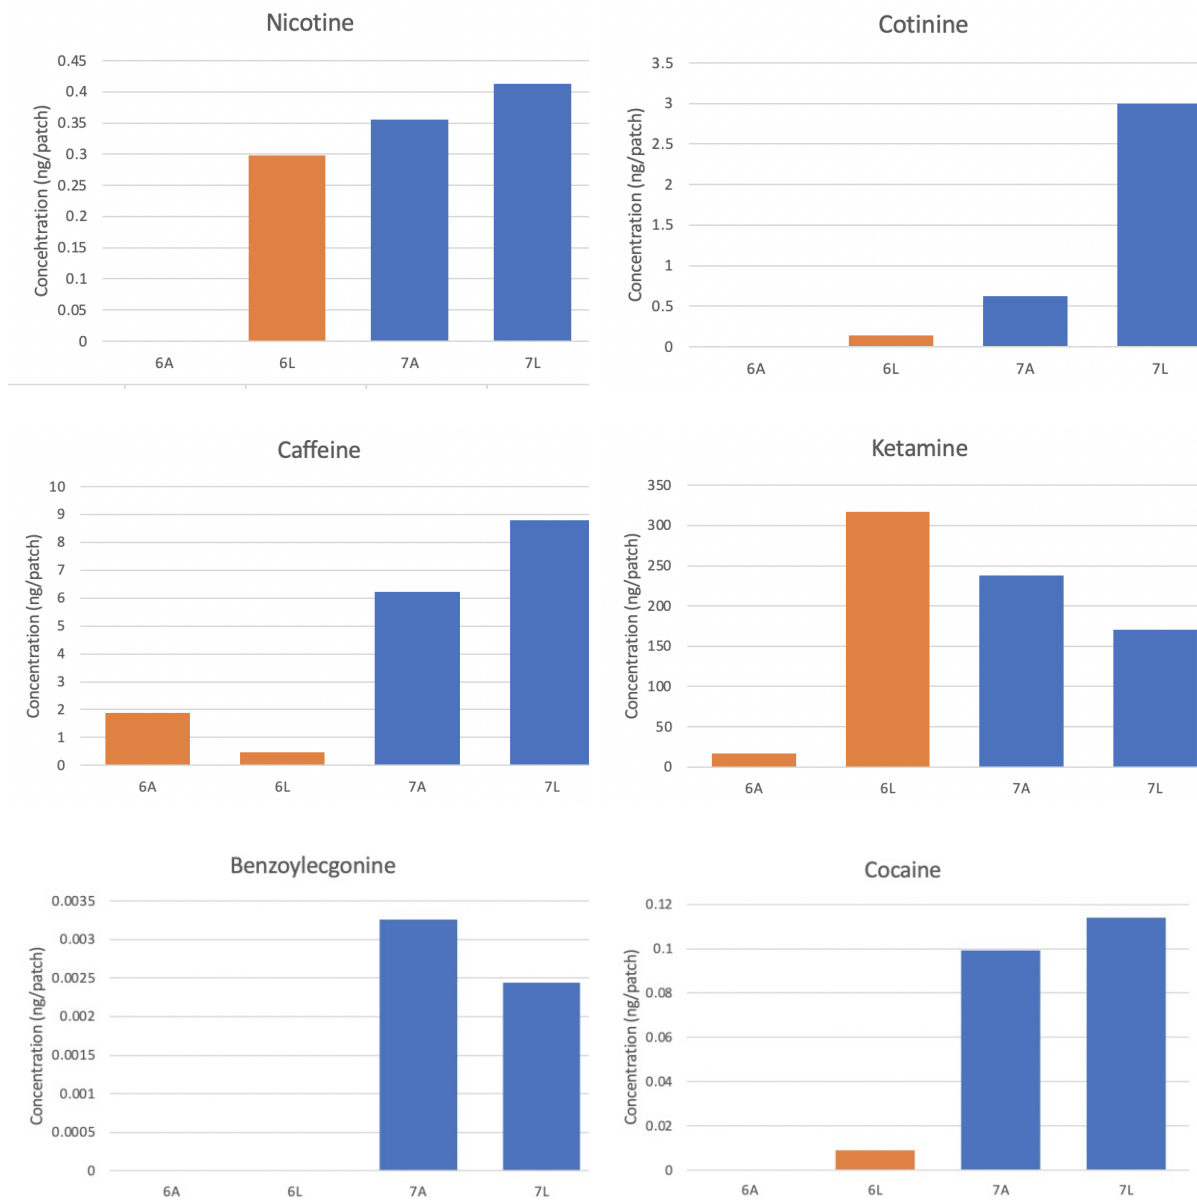 Nicotine
Concehtration (ng/patch)
0.45
0.4
0.35
0.3
0.25
0.2
0.15
0.1
0.05
0
6A 6L 7A 7L
Cotinine
Concentration (ng/patch)
3.5
3
2.5
2
1.5
1
0.5
0
6A 6L 7A 7L
Caffeine
Concentration (ng/patch)
10
9
8
7
6
5
4
3
2
1
0
6A 6L 7A 7L
Ketamine
Concentration (ng/patch)
350
300
250
200
150
100
50
0
6A 6L 7A 7L
Benzoylecgonine
Concentration (ng/patch)
0.0035
0.003
0.0025
0.002
0.0015
0.001
0.0005
0
6A 6L 7A 7L
Cocaine
Concentration (ng/patch)
0.12
0.1
0.08
0.06
0.04
0.02
0
6A 6L 7A 7L